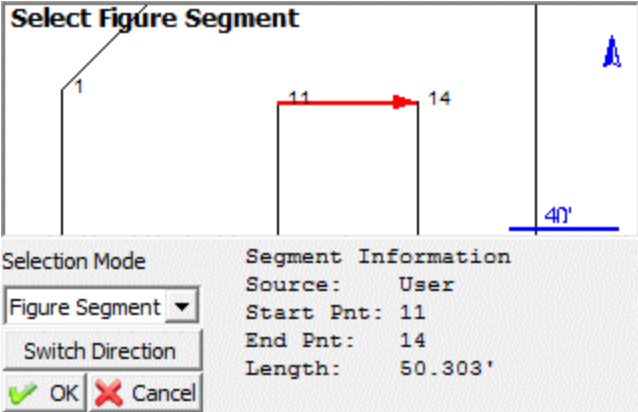 Select Figure Segment
1
11
14
40'
Selection Mode
Figure Segment
Switch Direction
OK
Cancel
Segment Information
Source: User
Start Pnt: 11
End Pnt: 14
Length: 50.303'